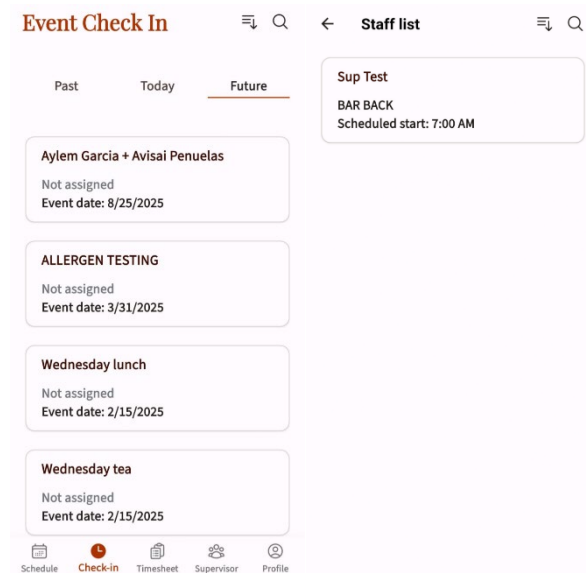 Event Check In
Past
Today
Future
Aylem Garcia + Avisai Penuelas
Not assigned
Event date: 8/25/2025
ALLERGEN TESTING
Not assigned
Event date: 3/31/2025
Wednesday lunch
Not assigned
Event date: 2/15/2025
Wednesday tea
Not assigned
Event date: 2/15/2025
Schedule
Check-in
Timesheet
Supervisor
Profile
Staff list
Sup Test
BAR BACK
Scheduled start: 7:00 AM